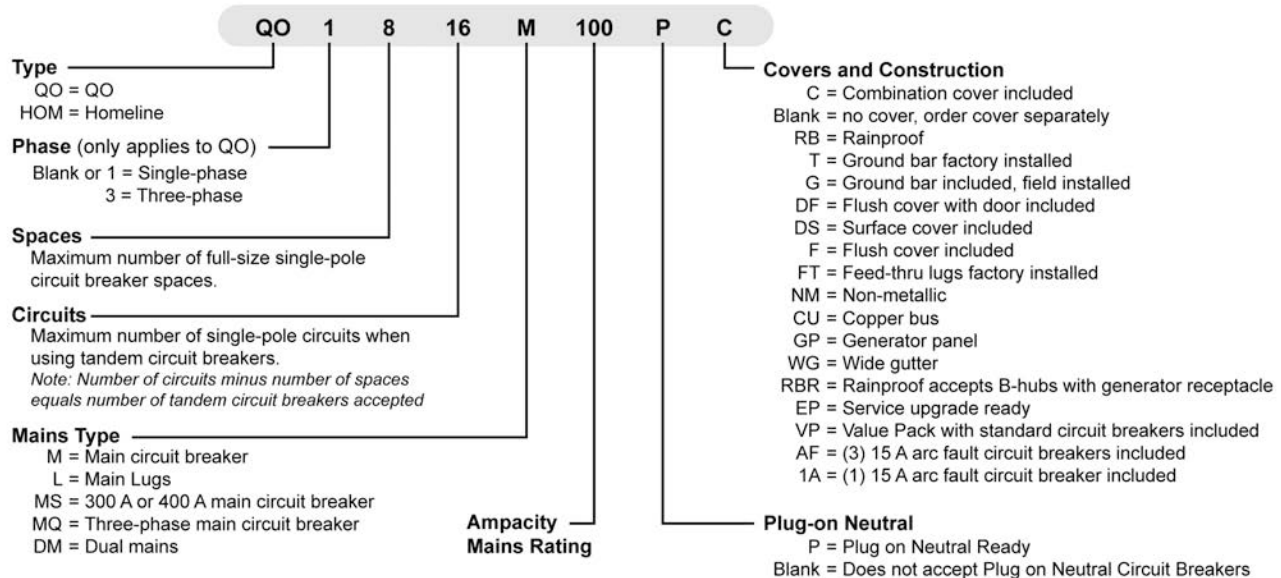 QO 1 8 16 M 100 P C
Type
QO = QO
HOM = Homeline
Phase (only applies to QO)
Blank or 1 = Single-phase
3 = Three-phase
Spaces
Maximum number of full-size single-pole
circuit breaker spaces.
Circuits
Maximum number of single-pole circuits when
using tandem circuit breakers.
Note: Number of circuits minus number of spaces
equals number of tandem circuit breakers accepted
Mains Type
M = Main circuit breaker
L = Main Lugs
MS = 300 A or 400 A main circuit breaker
MQ = Three-phase main circuit breaker
DM = Dual mains
Ampacity
Mains Rating
Covers and Construction
C = Combination cover included
Blank = no cover, order cover separately
RB = Rainproof
T = Ground bar factory installed
G = Ground bar included, field installed
DF = Flush cover with door included
DS = Surface cover included
F = Flush cover included
FT = Feed-thru lugs factory installed
NM = Non-metallic
CU = Copper bus
GP = Generator panel
WG = Wide gutter
RBR = Rainproof accepts B-hubs with generator receptacle
EP = Service upgrade ready
VP = Value Pack with standard circuit breakers included
AF = (3) 15 A arc fault circuit breakers included
1A = (1) 15 A arc fault circuit breaker included
Plug-on Neutral
P = Plug on Neutral Ready
Blank = Does not accept Plug on Neutral Circuit Breakers